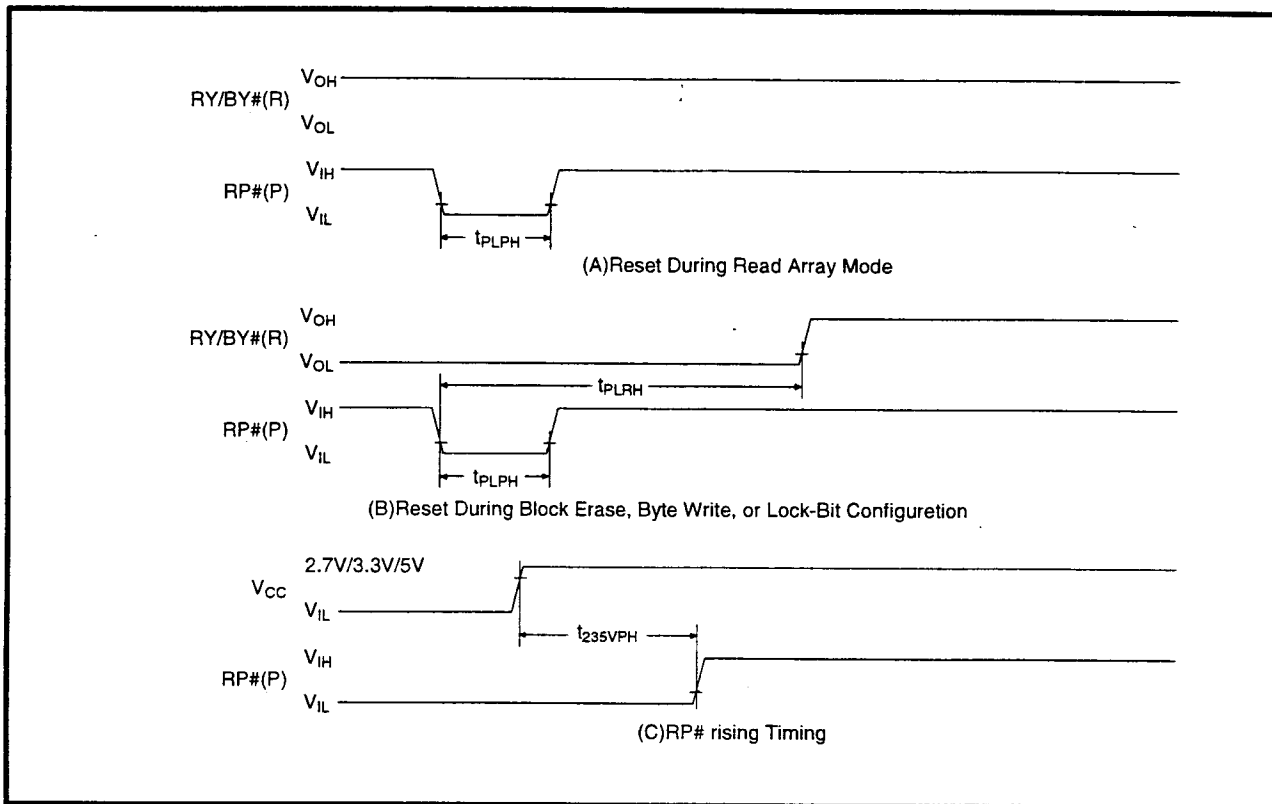 VOH
RY/BY#(R)
VOL
VIH
RP#(P)
VIL
tPLPH
(A)Reset During Read Array Mode
VOH
RY/BY#(R)
VOL
tPLRH
VIH
RP#(P)
VIL
tPLPH
(B)Reset During Block Erase, Byte Write, or Lock-Bit Configuretion
2.7V/3.3V/5V
VCC
VIL
t235VPH
VIH
RP#(P)
VIL
(C)RP# rising Timing